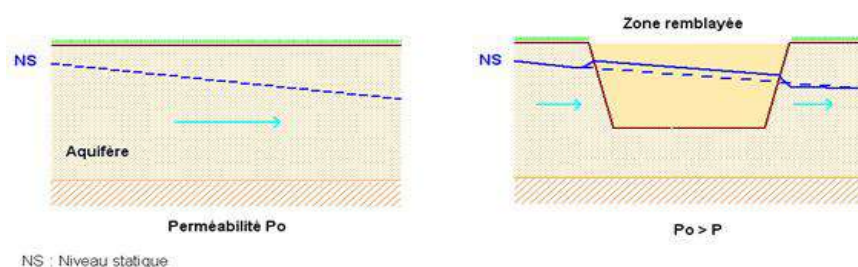 Zone remblayée
NS
NS
Aquifère
Perméabilité Po
Po > P
NS : Niveau statique